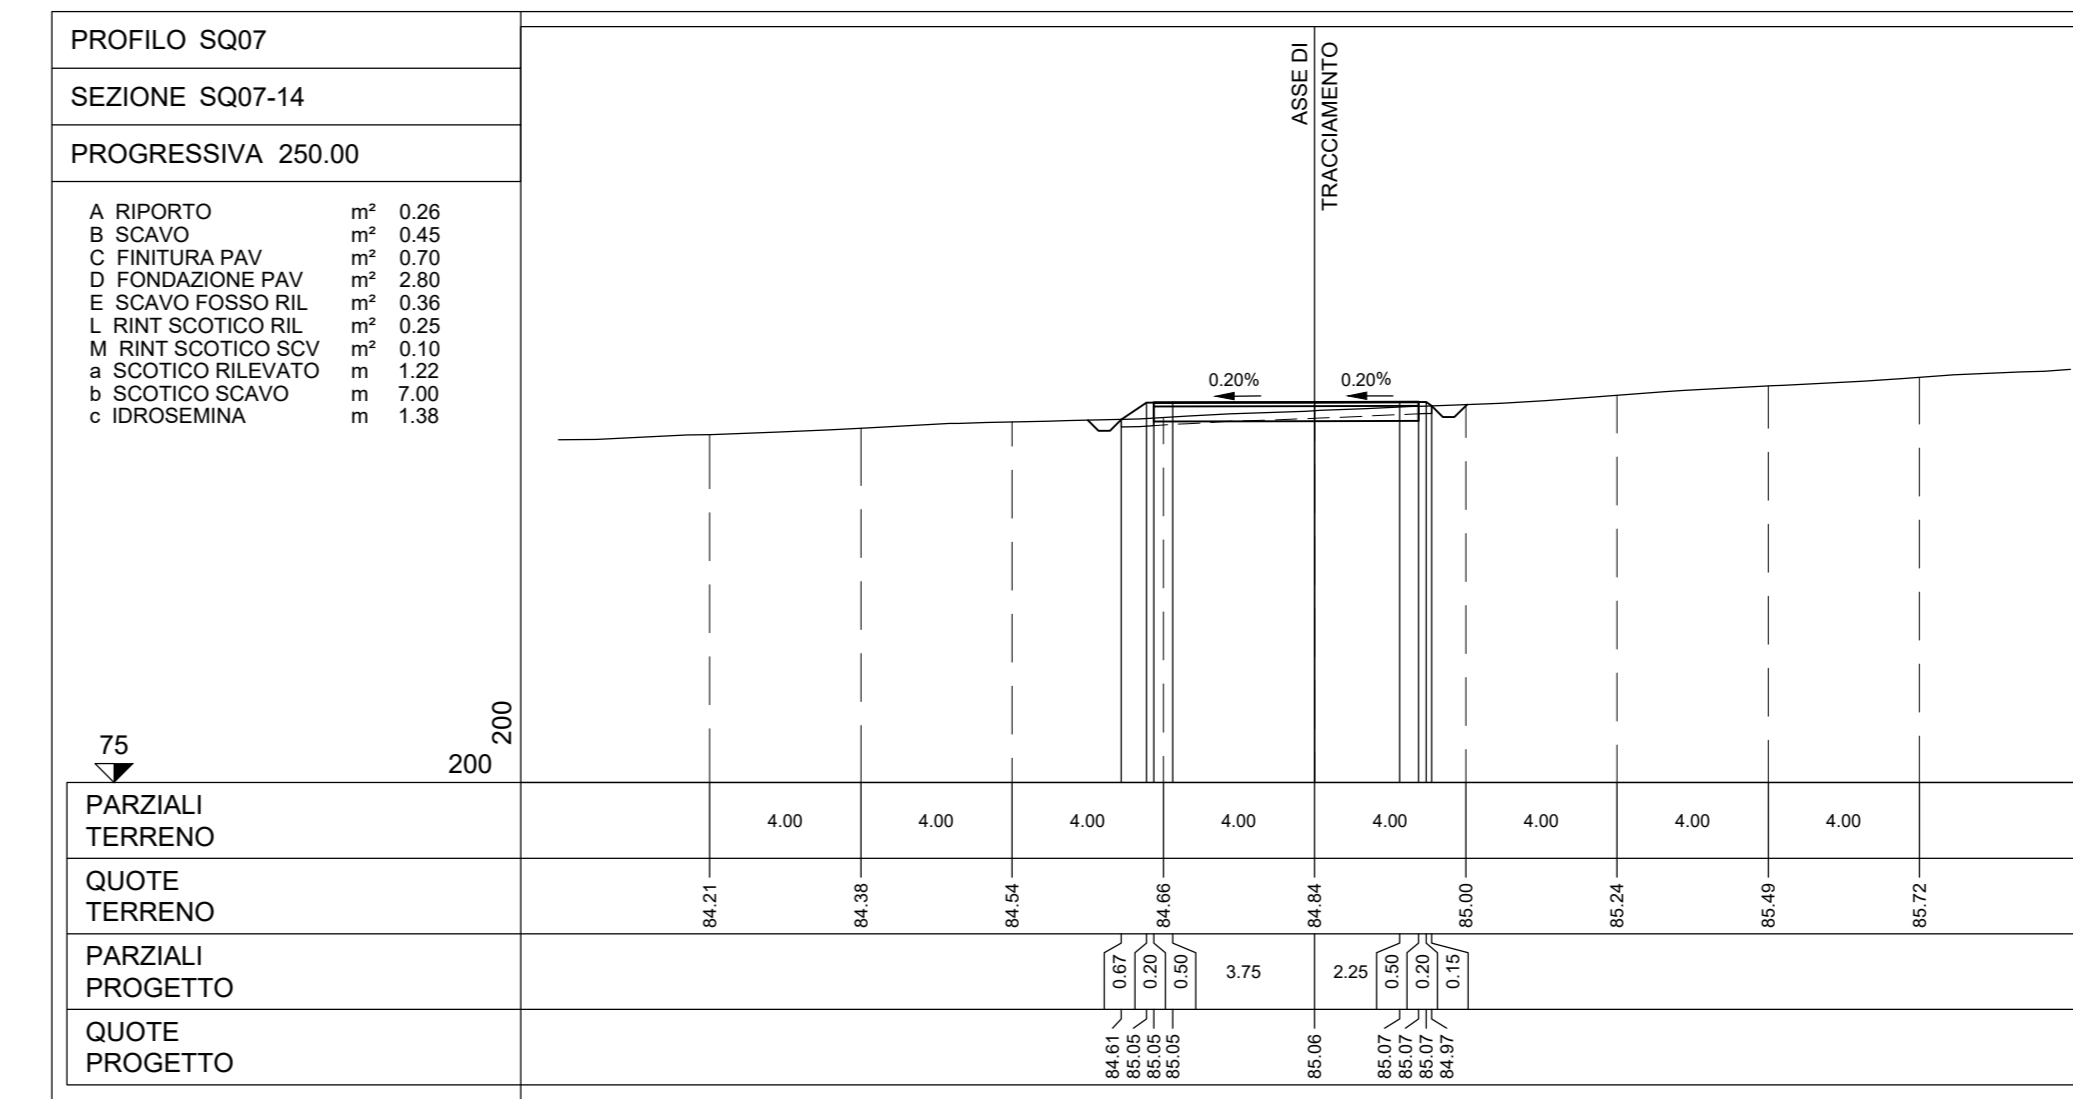 PROFILO SQ07
SEZIONE SQ07-14
PROGRESSIVA 250.00
A RIPORTO m² 0.26
B SCAVO m² 0.45
C FINITURA PAV m² 0.70
D FONDAZIONE PAV m² 2.80
E SCAVO FOSSO RIL m² 0.36
L RINT SCOTICO RIL m² 0.25
M RINT SCOTICO SCV m² 0.10
a SCOTICO RILEVATO m 1.22
b SCOTICO SCAVO m 7.00
c IDROSEMINA m 1.38
ASSE DI
TRACCIAMENTO
0.20% 0.20%
75
200
200
PARZIALI
TERRENO
4.00 4.00 4.00 4.00 4.00 4.00 4.00 4.00
QUOTE
TERRENO
84.21 84.38 84.54 84.66 84.84 85.00 85.24 85.49 85.72
PARZIALI
PROGETTO
0.67 0.20 0.50 3.75 2.25 0.50 0.20 0.15
QUOTE
PROGETTO
84.61 85.05 85.05 85.05 85.06 85.07 85.07 85.07 84.97